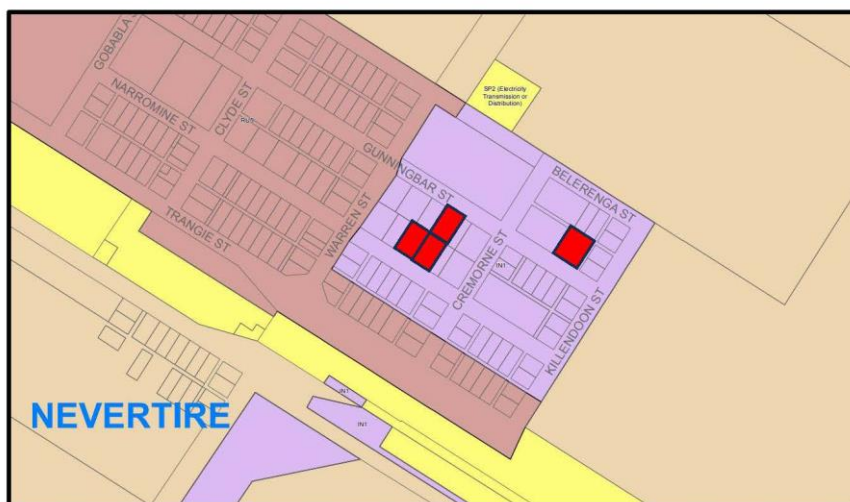 GOBABLA S
NARROMINE ST
CLYDE ST
RU5
TRANGIE ST
WARREN ST
GUNNINGBAR ST
SP2 (Electricity
Transmission or
Distribution)
BELERENGA ST
CREMORNE ST
IN1
KILLENDOON ST
IN1
IN1
NEVERTIRE